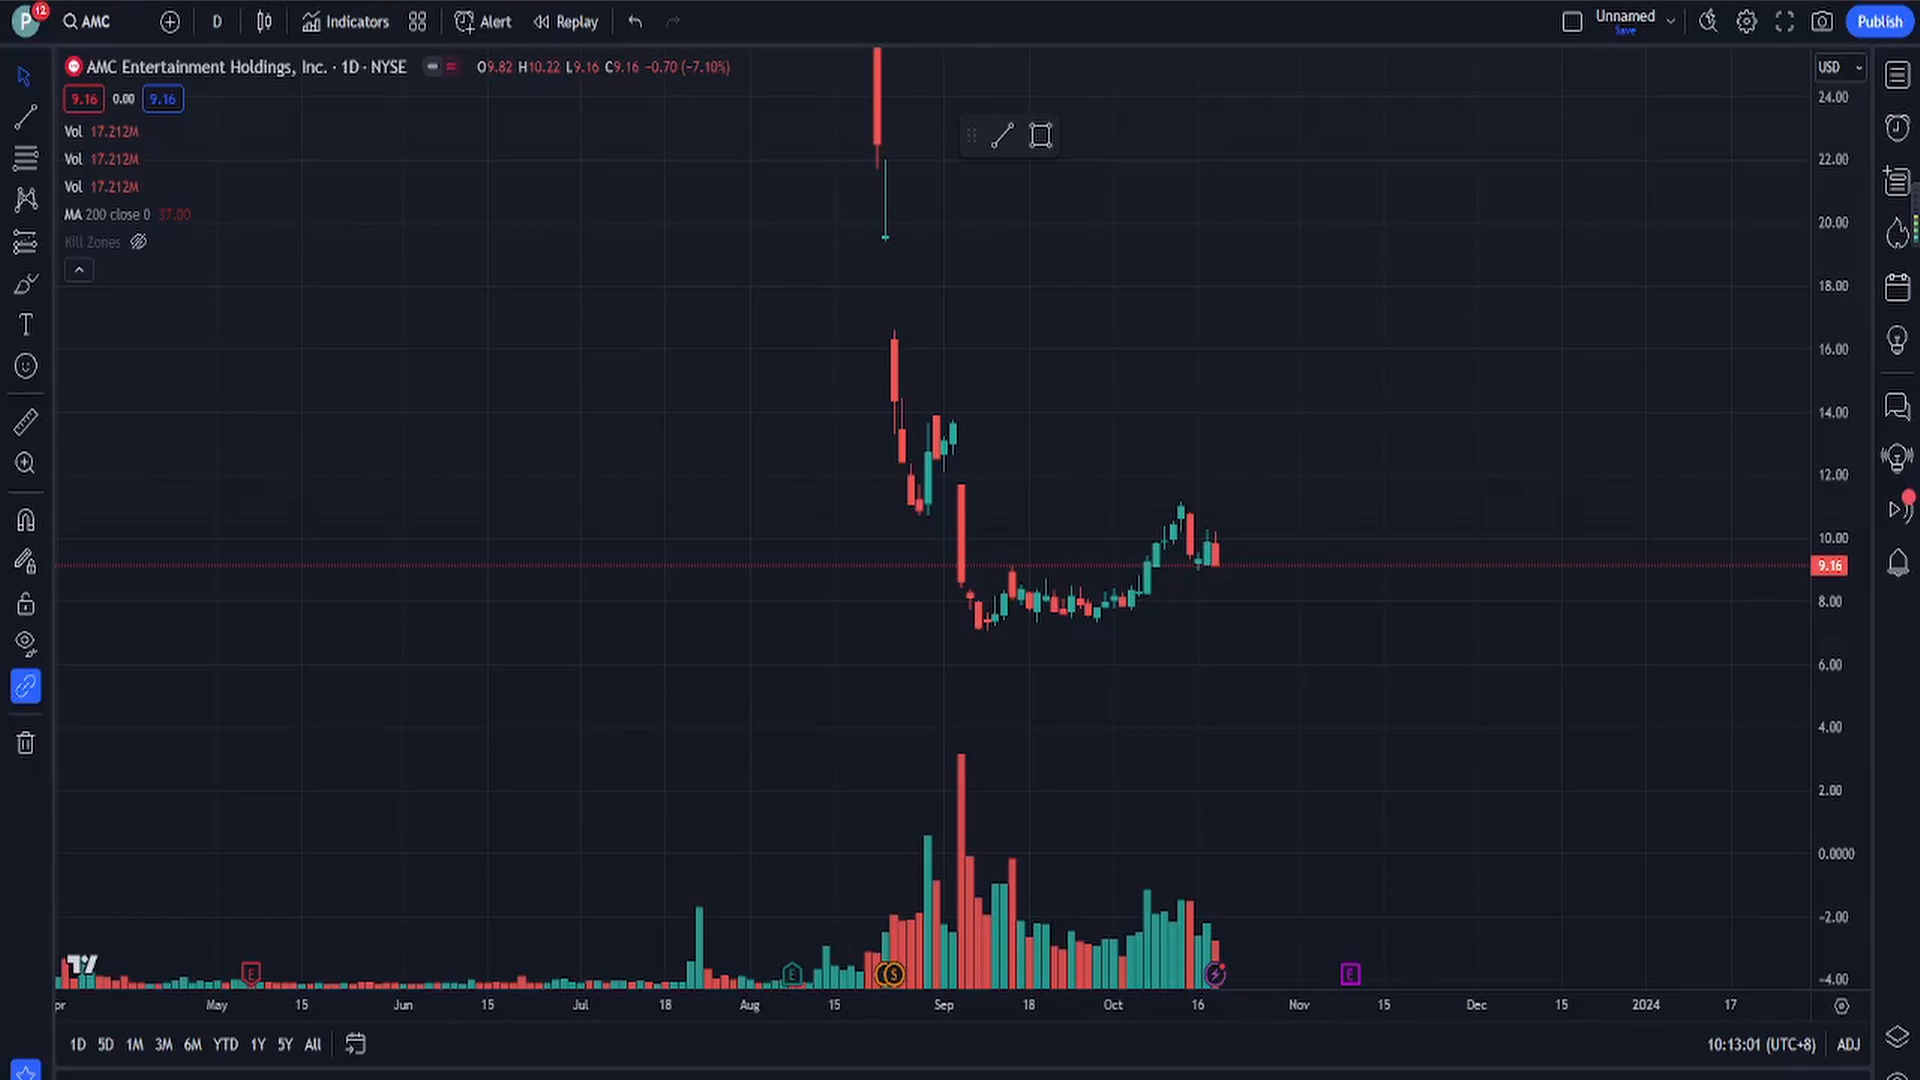 P 12 AMC D Indicators Alert Replay Unnamed Save Publish
AMC Entertainment Holdings, Inc. · 1D · NYSE O9.82 H10.22 L9.16 C9.16 −0.70 (−7.10%) USD
9.16 0.00 9.16
Vol 17.212M
Vol 17.212M
Vol 17.212M
MA 200 close 0 37.00
Kill Zones
24.00
22.00
20.00
18.00
16.00
14.00
12.00
10.00
9.16
8.00
6.00
4.00
2.00
0.0000
−2.00
−4.00
E E S E
pr May 15 Jun 15 Jul 18 Aug 15 Sep 18 Oct 16 Nov 15 Dec 15 2024 17
1D 5D 1M 3M 6M YTD 1Y 5Y All 10:13:01 (UTC+8) ADJ